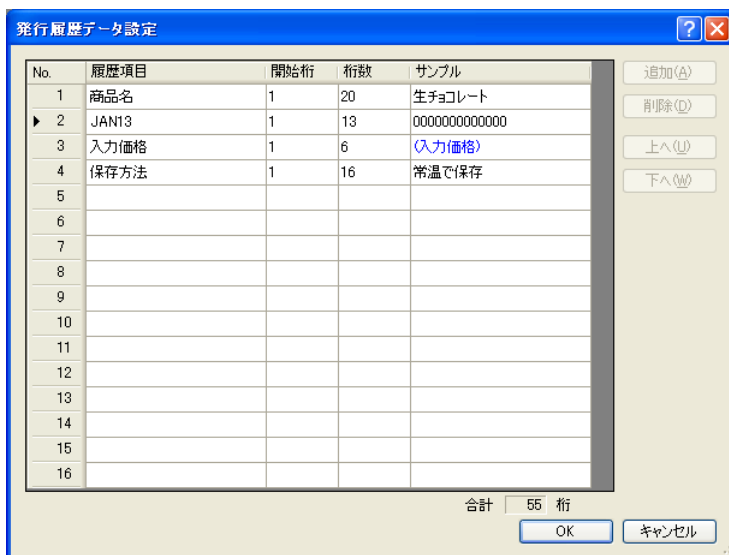 発行履歴データ設定
No. 履歴項目 開始桁 桁数 サンプル
1 商品名 1 20 生チョコレート
2 JAN13 1 13 0000000000000
3 入力価格 1 6 (入力価格)
4 保存方法 1 16 常温で保存
5
6
7
8
9
10
11
12
13
14
15
16
追加(A)
削除(D)
上へ(U)
下へ(W)
合計 55 桁
OK キャンセル